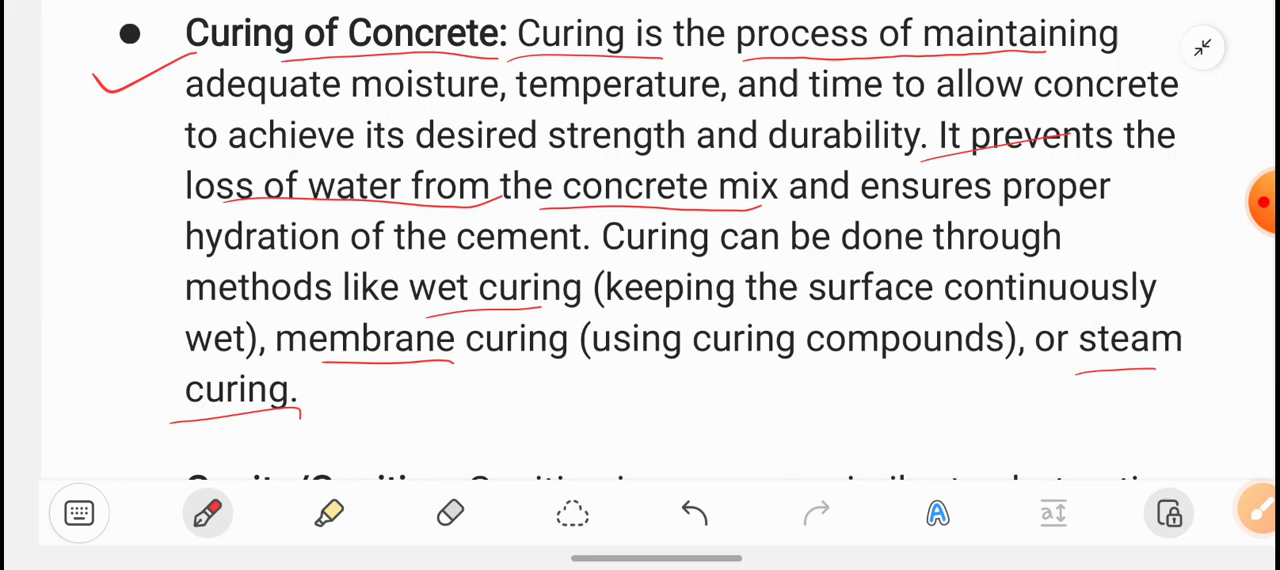 ● Curing of Concrete: Curing is the process of maintaining
adequate moisture, temperature, and time to allow concrete
to achieve its desired strength and durability. It prevents the
loss of water from the concrete mix and ensures proper
hydration of the cement. Curing can be done through
methods like wet curing (keeping the surface continuously
wet), membrane curing (using curing compounds), or steam
curing.